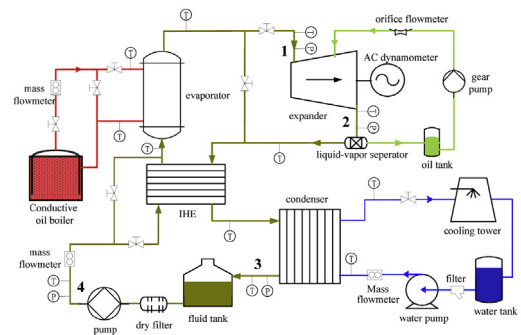 orifice flowmeter
T
T
1
P
AC dynamometer
mass
flowmeter
evaporator
expander
gear
pump
T
T
2
P
T
liquid-vapor seperator
oil tank
Conductive
oil boiler
IHE
condenser
T
T
cooling tower
mass
flowmeter
3
T
T
P
T
4
P
Mass
flowmeter
filter
fluid tank
pump
dry filter
water pump
water
tank